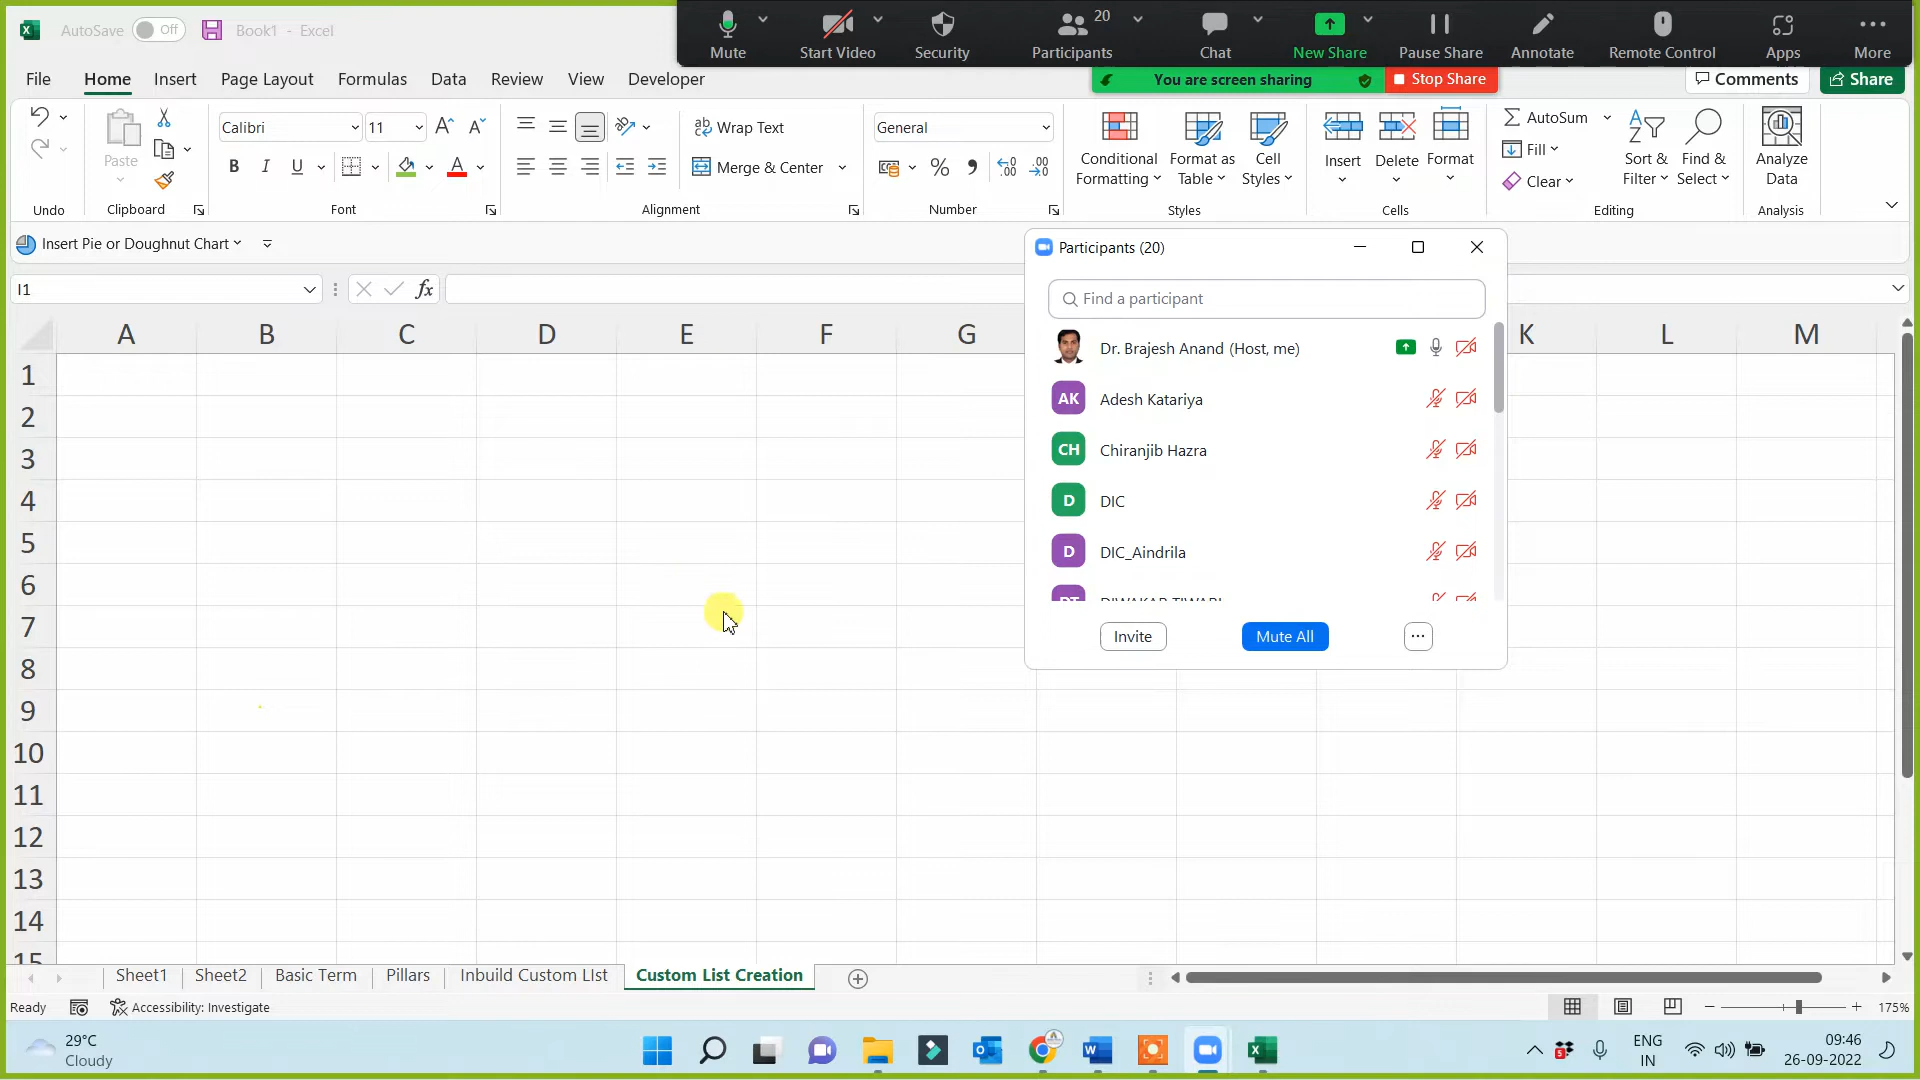 AutoSave Off Book1 - Excel
Mute Start Video Security Participants 20 Chat New Share Pause Share Annotate Remote Control Apps More
File Home Insert Page Layout Formulas Data Review View Developer
You are screen sharing Stop Share Comments Share
Calibri 11 Wrap Text General
Merge & Center
Paste
Conditional Formatting
Format as Table
Cell Styles
Insert Delete Format
AutoSum
Fill
Clear
Sort & Filter
Find & Select
Analyze Data
B I U A %
Undo Clipboard Font Alignment Number Styles Cells Editing Analysis
Insert Pie or Doughnut Chart
I1 fx
Participants (20)
Find a participant
Dr. Brajesh Anand (Host, me)
AK Adesh Katariya
CH Chiranjib Hazra
D DIC
D DIC_Aindrila
DT DIWAKAR TIWARI
Invite Mute All ...
A B C D E F G K L M
1
2
3
4
5
6
7
8
9
10
11
12
13
14
15
Sheet1 Sheet2 Basic Term Pillars Inbuild Custom LIst Custom List Creation
Ready Accessibility: Investigate 175%
29°C
Cloudy
ENG
IN
09:46
26-09-2022